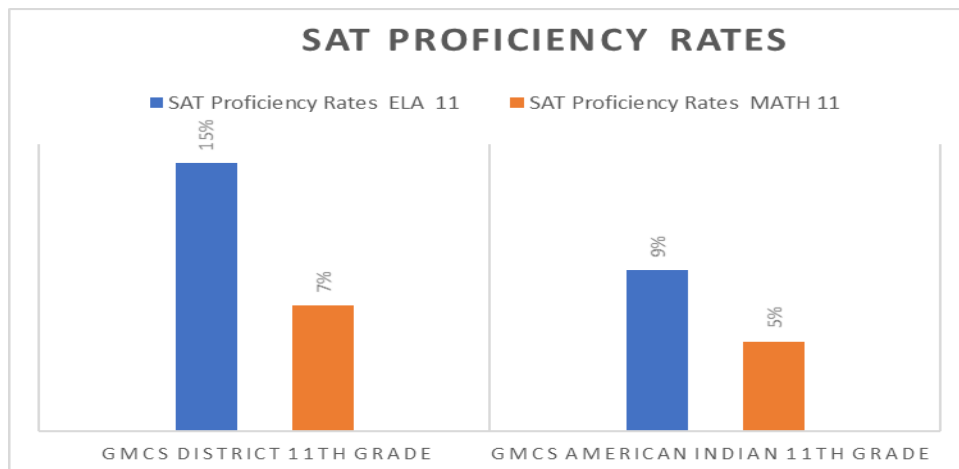 SAT PROFICIENCY RATES
SAT Proficiency Rates ELA 11 SAT Proficiency Rates MATH 11
15%
7%
9%
5%
GMCS DISTRICT 11TH GRADE GMCS AMERICAN INDIAN 11TH GRADE